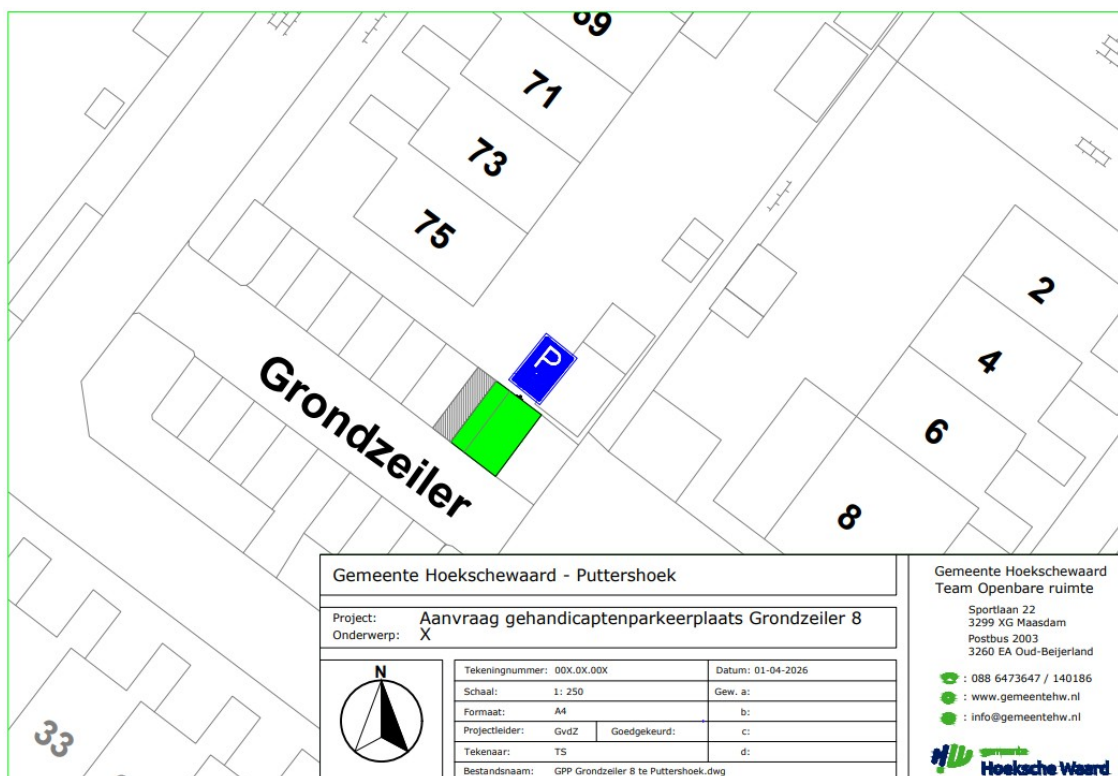 69
71
73
75
P
2
4
6
8
Grondzeiler
33
Gemeente Hoekschewaard - Puttershoek
Project: Aanvraag gehandicaptenparkeerplaats Grondzeiler 8
Onderwerp: X
N
Tekeningnummer: 00X.0X.00X Datum: 01-04-2026
Schaal: 1: 250 Gew. a:
Formaat: A4 b:
Projectleider: GvdZ Goedgekeurd: c:
Tekenaar: TS d:
Bestandsnaam: GPP Grondzeiler 8 te Puttershoek.dwg
Gemeente Hoekschewaard
Team Openbare ruimte
Sportlaan 22
3299 XG Maasdam
Postbus 2003
3260 EA Oud-Beijerland
: 088 6473647 / 140186
: www.gemeentehw.nl
: info@gemeentehw.nl
gemeente
Hoeksche Waard